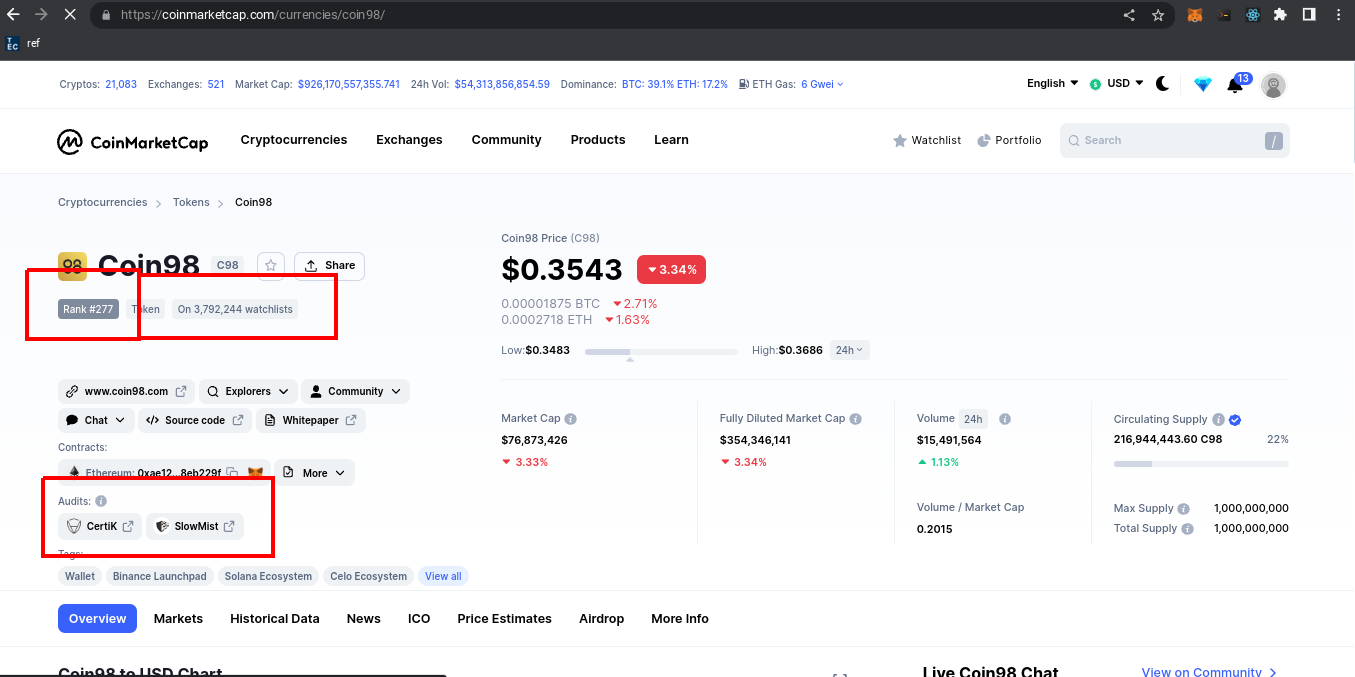 https://coinmarketcap.com/currencies/coin98/
TEC ref
Cryptos: 21,083 Exchanges: 521 Market Cap: $926,170,557,355.741 24h Vol: $54,313,856,854.59 Dominance: BTC: 39.1% ETH: 17.2% ETH Gas: 6 Gwei English USD 13
CoinMarketCap Cryptocurrencies Exchanges Community Products Learn Watchlist Portfolio Search /
Cryptocurrencies Tokens Coin98
Coin98 C98 Share
Rank #277 Token On 3,792,244 watchlists
www.coin98.com Explorers Community
Chat Source code Whitepaper
Contracts:
Ethereum: 0xae12...8eb229f More
Audits:
CertiK SlowMist
Tags:
Wallet Binance Launchpad Solana Ecosystem Celo Ecosystem View all
Coin98 Price (C98)
$0.3543 3.34%
0.00001875 BTC 2.71%
0.0002718 ETH 1.63%
Low:$0.3483 High:$0.3686 24h
Market Cap
$76,873,426
3.33%
Fully Diluted Market Cap
$354,346,141
3.34%
Volume 24h
$15,491,564
1.13%
Volume / Market Cap
0.2015
Circulating Supply
216,944,443.60 C98 22%
Max Supply 1,000,000,000
Total Supply 1,000,000,000
Overview Markets Historical Data News ICO Price Estimates Airdrop More Info
Coin98 to USD Chart Live Coin98 Chat View on Community